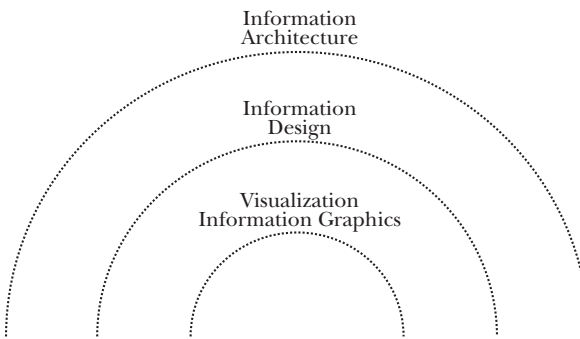 Information
Architecture
Information
Design
Visualization
Information Graphics